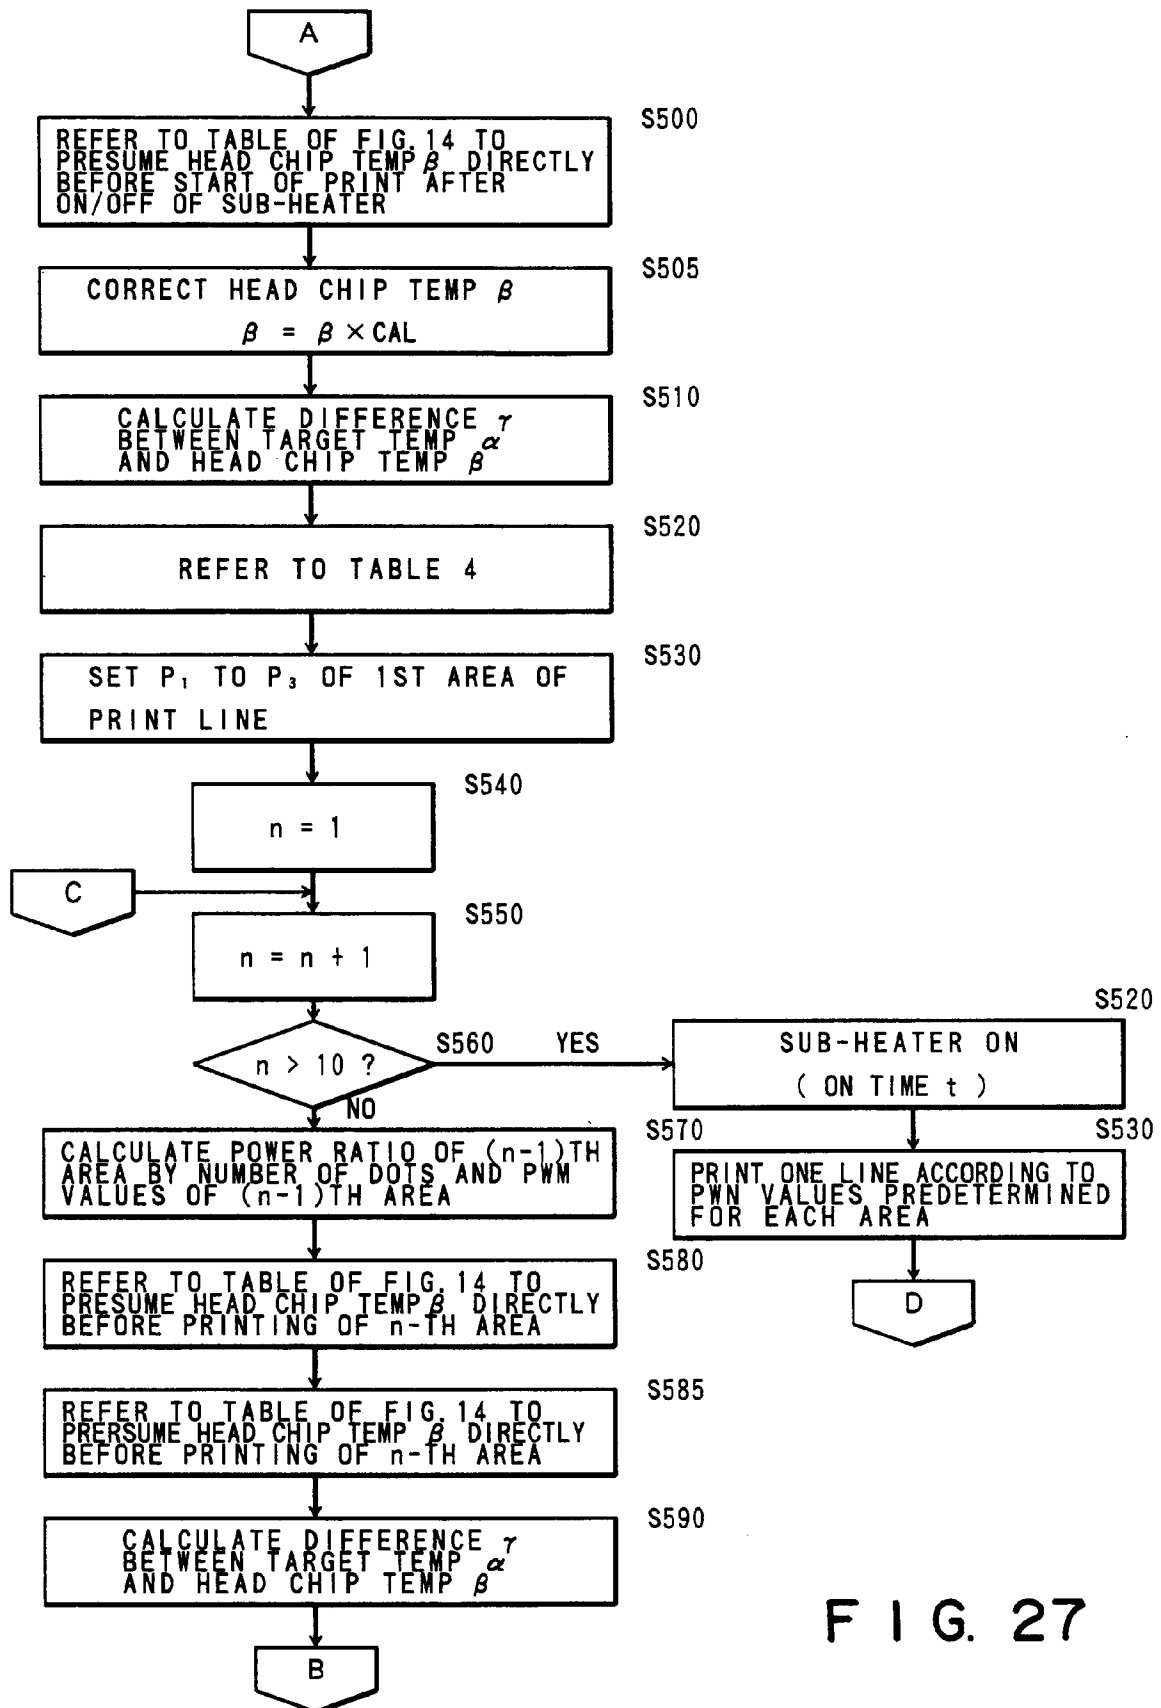 A
S500
REFER TO TABLE OF FIG. 14 TO
PRESUME HEAD CHIP TEMP β DIRECTLY
BEFORE START OF PRINT AFTER
ON/OFF OF SUB-HEATER
S505
CORRECT HEAD CHIP TEMP β
β = β × CAL
S510
CALCULATE DIFFERENCE γ
BETWEEN TARGET TEMP α
AND HEAD CHIP TEMP β
S520
REFER TO TABLE 4
S530
SET P₁ TO P₃ OF 1ST AREA OF
PRINT LINE
S540
n = 1
C
S550
n = n + 1
S560
n > 10 ?
YES
NO
S520
SUB-HEATER ON
( ON TIME t )
S530
PRINT ONE LINE ACCORDING TO
PWN VALUES PREDETERMINED
FOR EACH AREA
D
S570
CALCULATE POWER RATIO OF (n-1)TH
AREA BY NUMBER OF DOTS AND PWM
VALUES OF (n-1)TH AREA
S580
REFER TO TABLE OF FIG. 14 TO
PRESUME HEAD CHIP TEMP β DIRECTLY
BEFORE PRINTING OF n-TH AREA
S585
REFER TO TABLE OF FIG. 14 TO
PRERSUME HEAD CHIP TEMP β DIRECTLY
BEFORE PRINTING OF n-TH AREA
S590
CALCULATE DIFFERENCE γ
BETWEEN TARGET TEMP α
AND HEAD CHIP TEMP β
B
FIG. 27